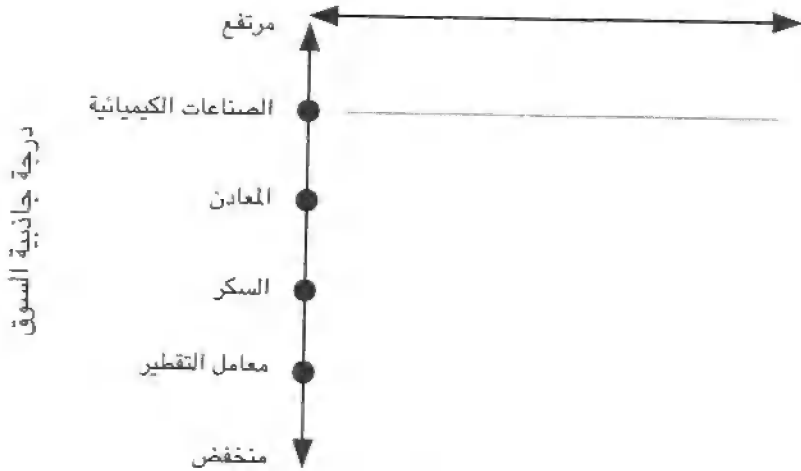 مرتفع
الصناعات الكيميائية
المعادن
السكر
معامل التقطير
منخفض
درجة جاذبية السوق